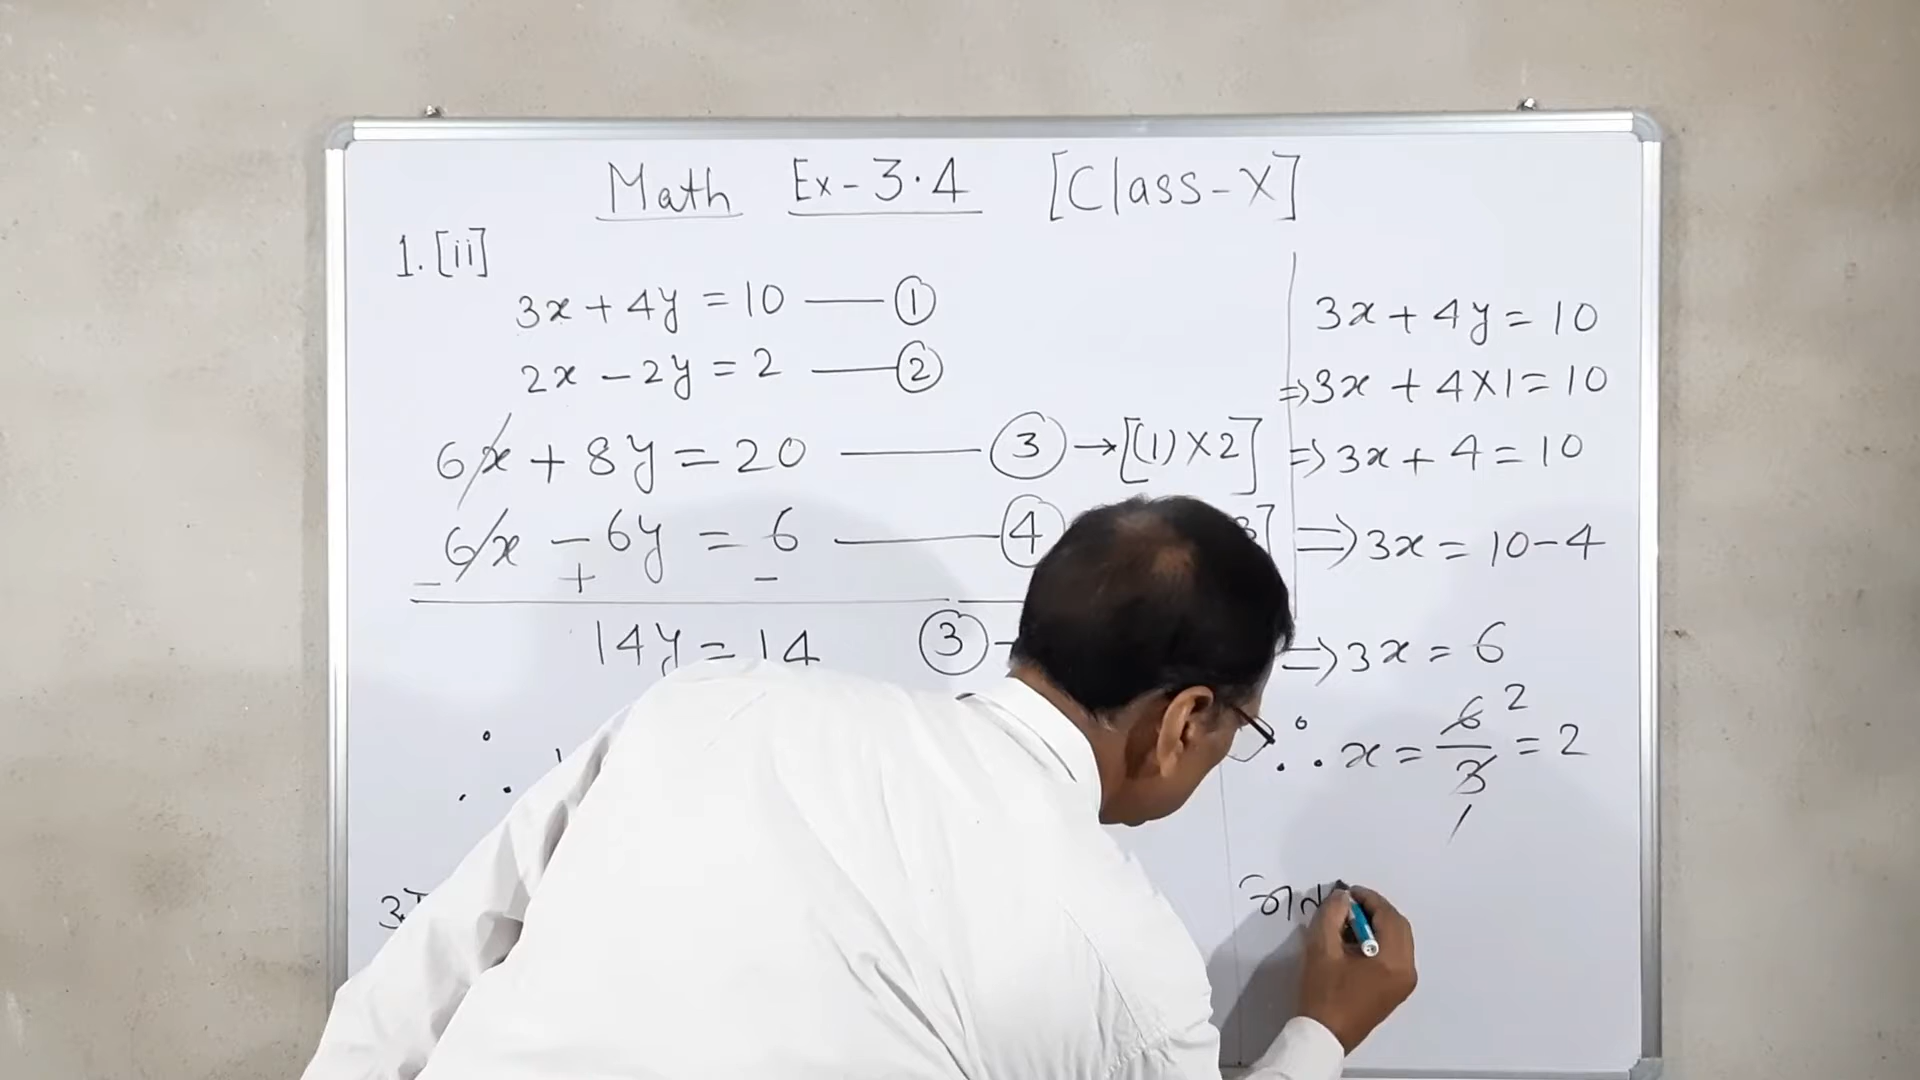 Math Ex-3.4 [Class-X]
1. [ii]
3x + 4y = 10 —— ①
2x - 2y = 2 —— ②
6x + 8y = 20 —— ③ → [(1) X 2]
6x - 6y = 6 —— ④
- + -
14y = 14 ③ -
∴
3x + 4y = 10
⇒ 3x + 4X1 = 10
⇒ 3x + 4 = 10
⇒ 3x = 10-4
⇒ 3x = 6
∴ x = 6/3 = 2
2
1